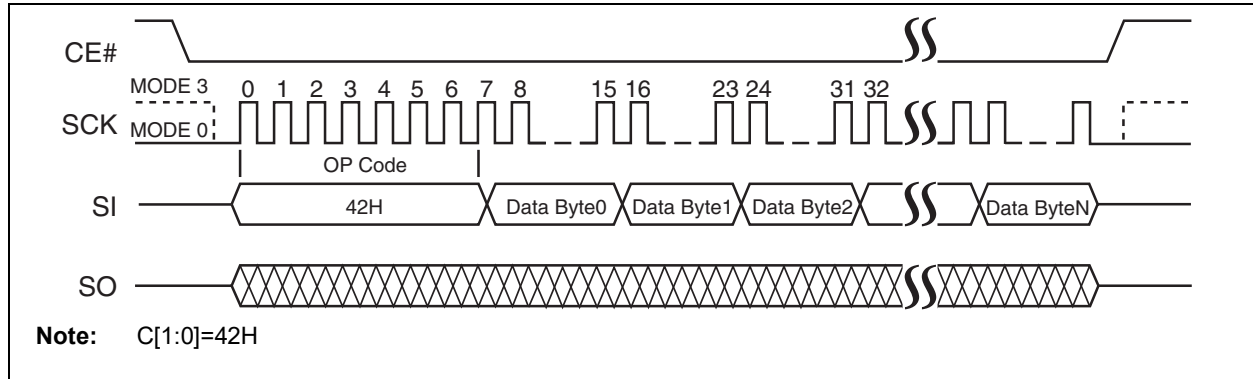 CE#
MODE 3
0 1 2 3 4 5 6 7 8 15 16 23 24 31 32
SCK
MODE 0
OP Code
SI
42H Data Byte0 Data Byte1 Data Byte2 Data ByteN
SO
Note: C[1:0]=42H